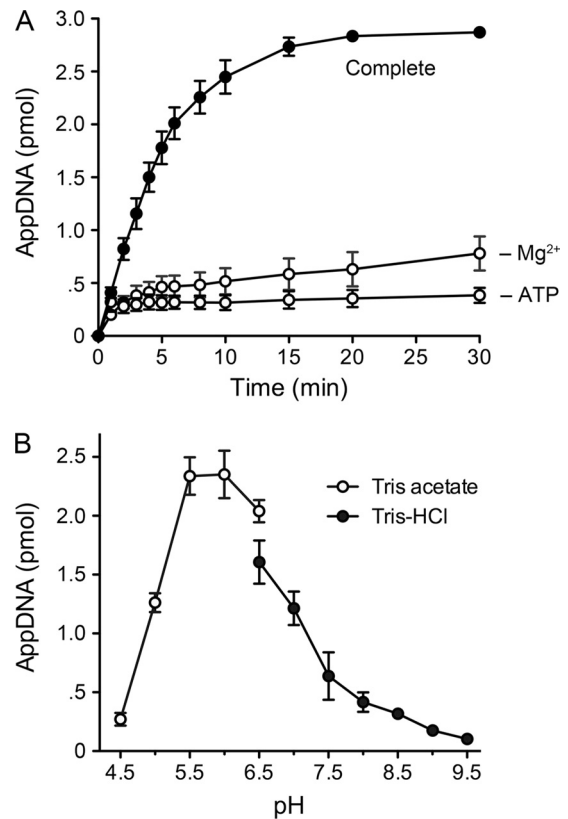 A
3.0
2.5
2.0
1.5
1.0
.5
0
AppDNA (pmol)
Complete
– Mg²⁺
– ATP
0 5 10 15 20 25 30
Time (min)
B
2.5
2.0
1.5
1.0
.5
0
AppDNA (pmol)
Tris acetate
Tris-HCl
4.5 5.5 6.5 7.5 8.5 9.5
pH